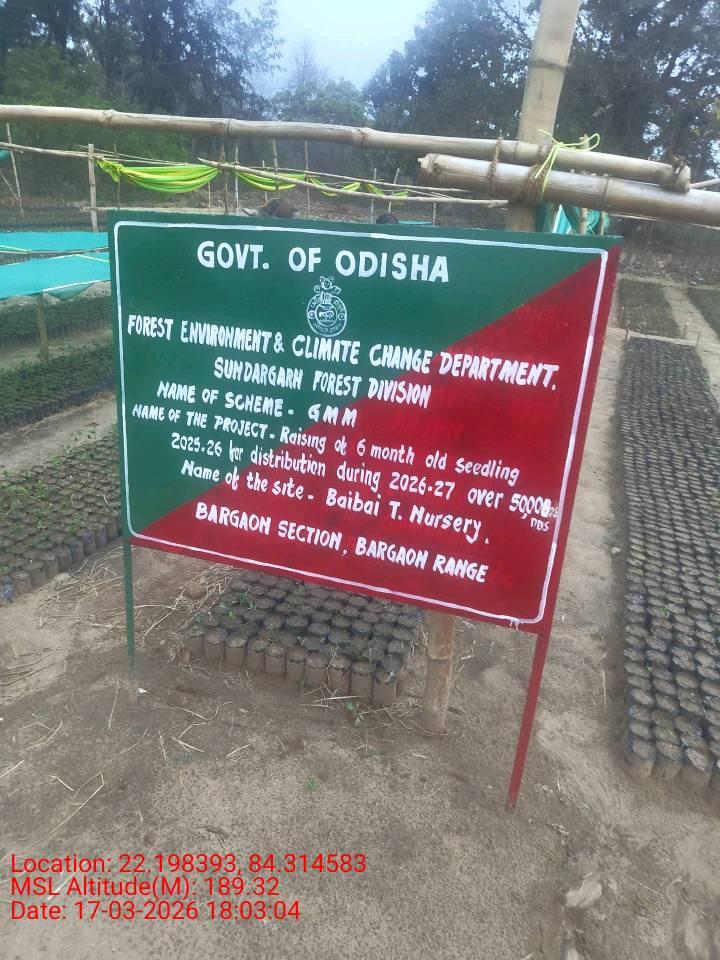 GOVT. OF ODISHA
FOREST ENVIRONMENT & CLIMATE CHANGE DEPARTMENT.
SUNDARGARH FOREST DIVISION
NAME OF SCHEME - GMM
NAME OF THE PROJECT - Raising of 6 month old seedling
2025-26 for distribution during 2026-27 over 50,000
nos
Name of the site - Baibai T. Nursery.
BARGAON SECTION, BARGAON RANGE
Location: 22.198393, 84.314583
MSL Altitude(M): 189.32
Date: 17-03-2026 18:03:04